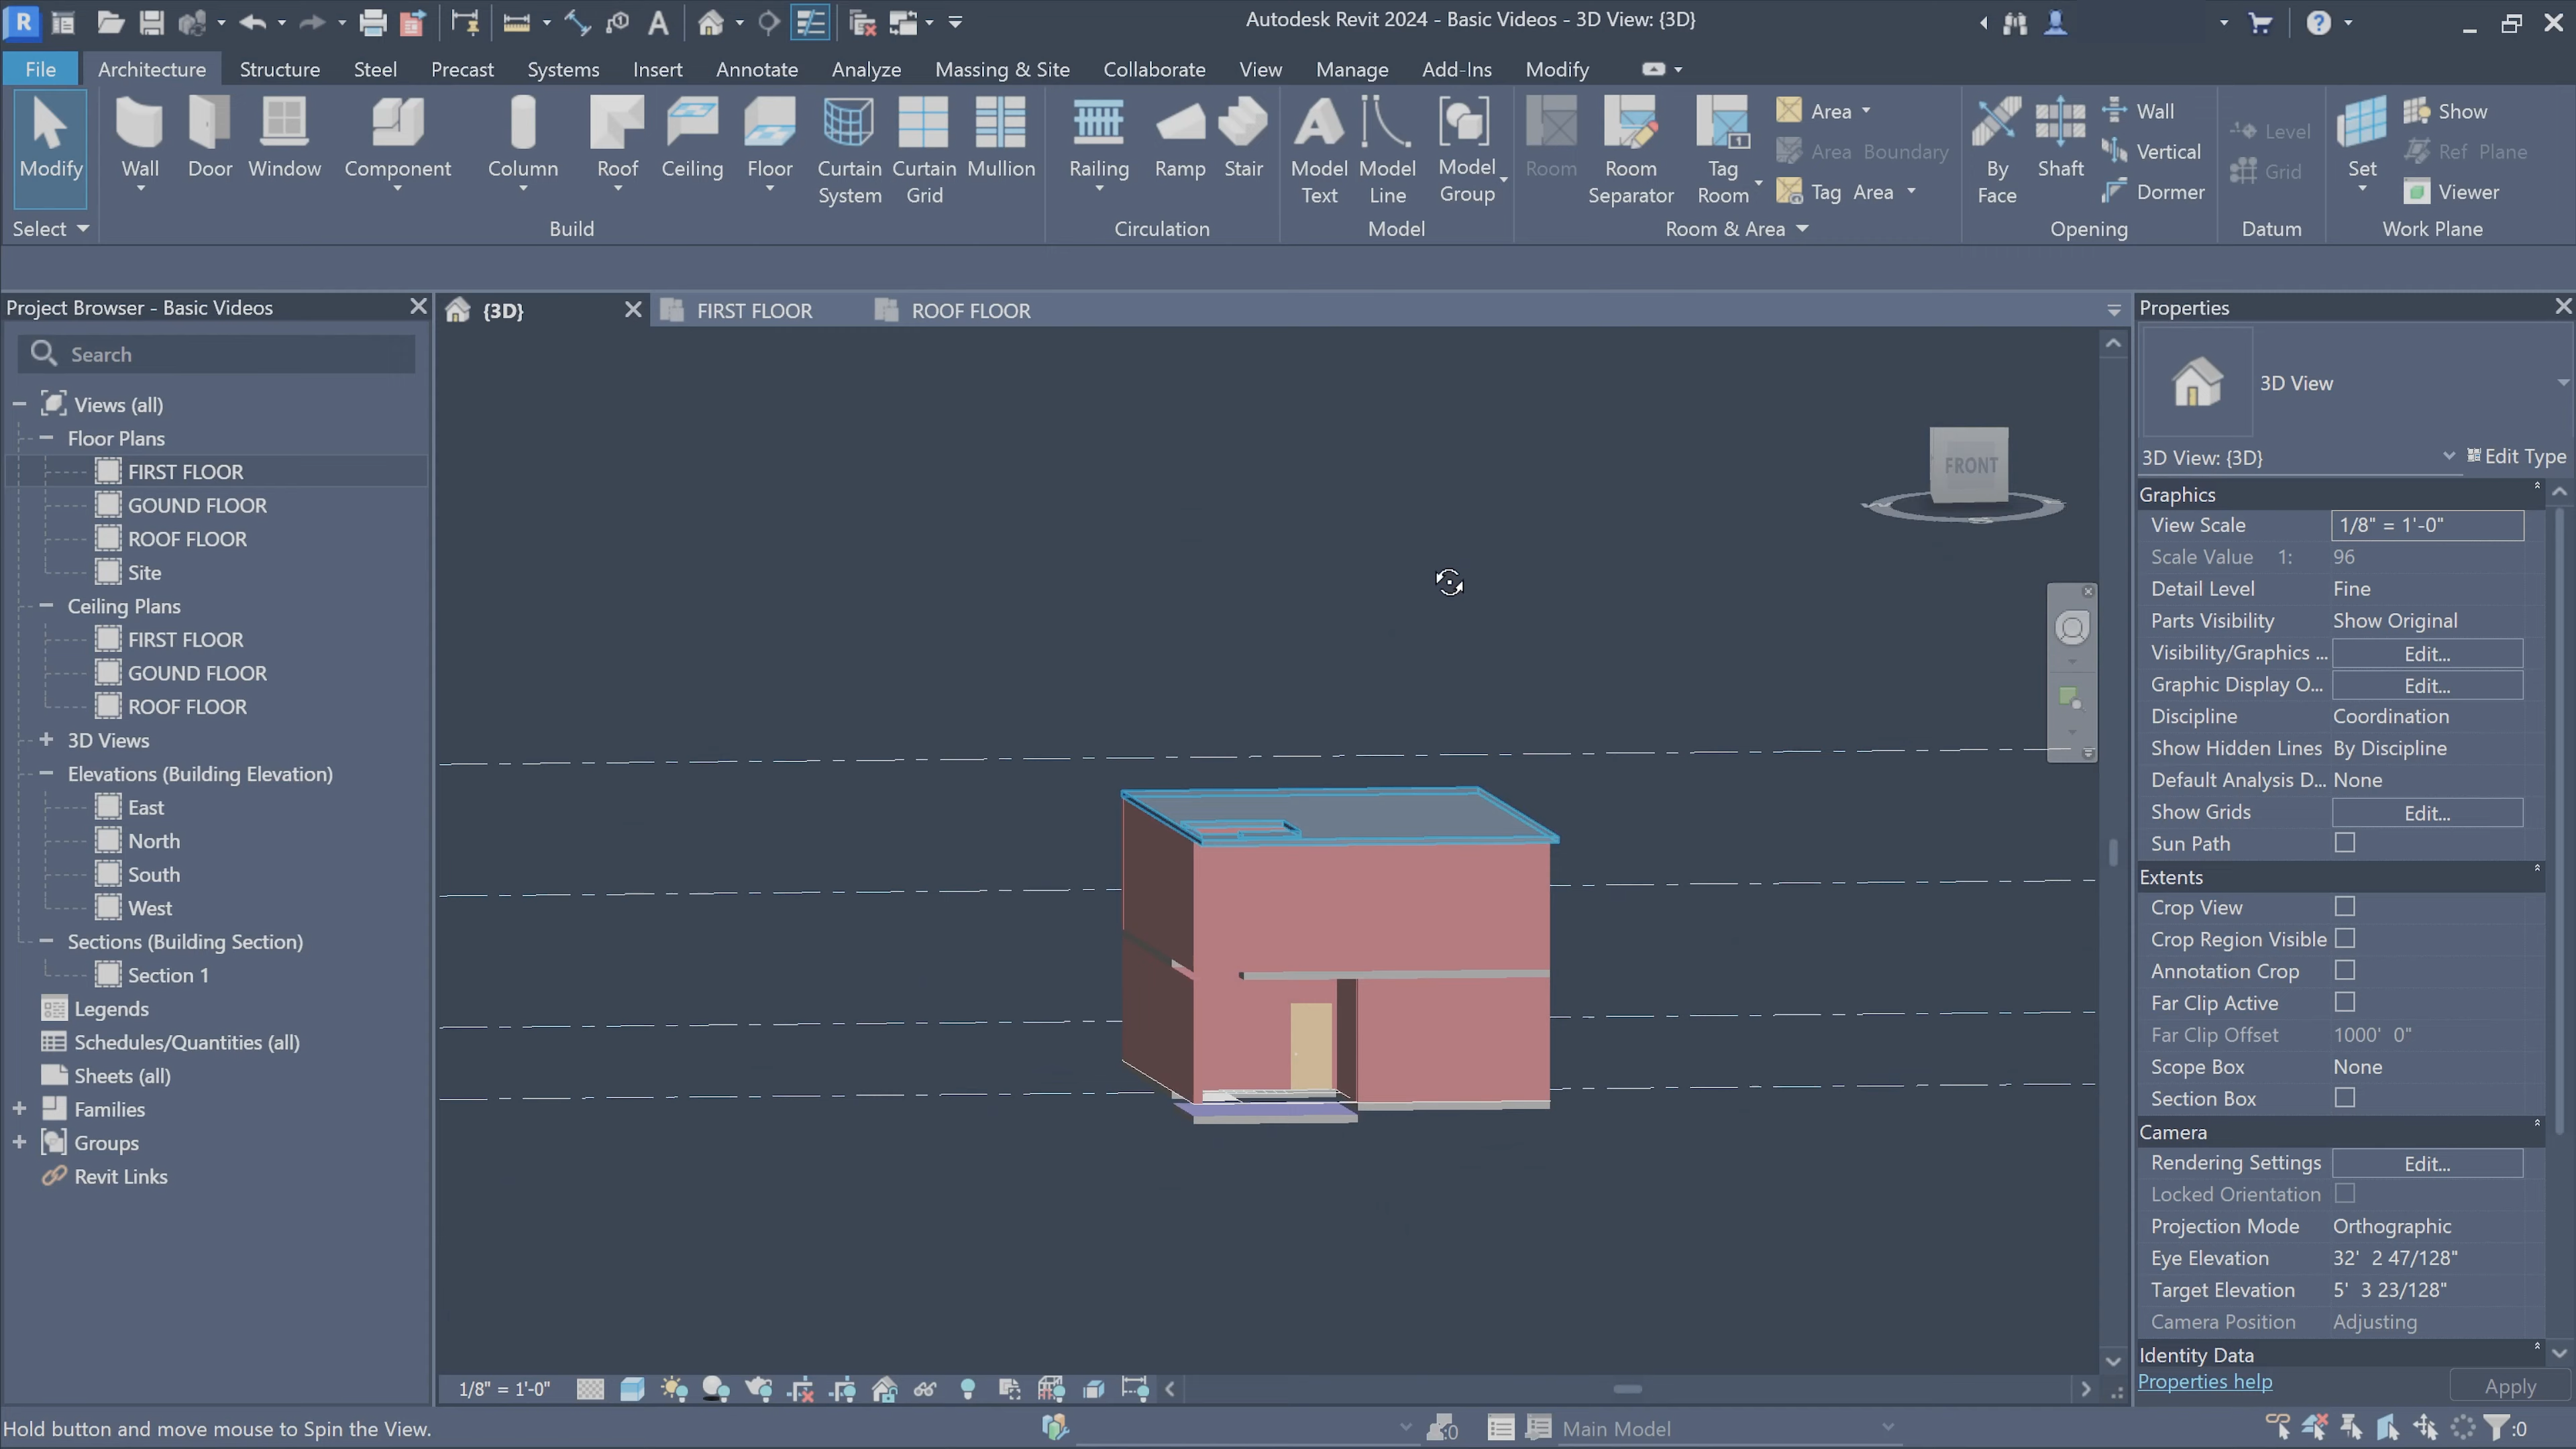 Autodesk Revit 2024 - Basic Videos - 3D View: {3D}
File Architecture Structure Steel Precast Systems Insert Annotate Analyze Massing & Site Collaborate View Manage Add-Ins Modify
Modify
Wall
Door
Window
Component
Column
Roof
Ceiling
Floor
Curtain System
Curtain Grid
Mullion
Railing
Ramp
Stair
Model Text
Model Line
Model Group
Room
Room Separator
Tag Room
Area
Area Boundary
Tag Area
By Face
Shaft
Wall
Vertical
Dormer
Level
Grid
Set
Show
Ref Plane
Viewer
Select Build Circulation Model Room & Area Opening Datum Work Plane
Project Browser - Basic Videos
Search
Views (all)
Floor Plans
FIRST FLOOR
GOUND FLOOR
ROOF FLOOR
Site
Ceiling Plans
FIRST FLOOR
GOUND FLOOR
ROOF FLOOR
3D Views
Elevations (Building Elevation)
East
North
South
West
Sections (Building Section)
Section 1
Legends
Schedules/Quantities (all)
Sheets (all)
Families
Groups
Revit Links
{3D} FIRST FLOOR ROOF FLOOR
FRONT
Properties
3D View
3D View: {3D} Edit Type
Graphics
View Scale 1/8" = 1'-0"
Scale Value 1: 96
Detail Level Fine
Parts Visibility Show Original
Visibility/Graphics ... Edit...
Graphic Display O... Edit...
Discipline Coordination
Show Hidden Lines By Discipline
Default Analysis D... None
Show Grids Edit...
Sun Path
Extents
Crop View
Crop Region Visible
Annotation Crop
Far Clip Active
Far Clip Offset 1000' 0"
Scope Box None
Section Box
Camera
Rendering Settings Edit...
Locked Orientation
Projection Mode Orthographic
Eye Elevation 32' 2 47/128"
Target Elevation 5' 3 23/128"
Camera Position Adjusting
Identity Data
Properties help Apply
1/8" = 1'-0"
Hold button and move mouse to Spin the View. :0 Main Model :0